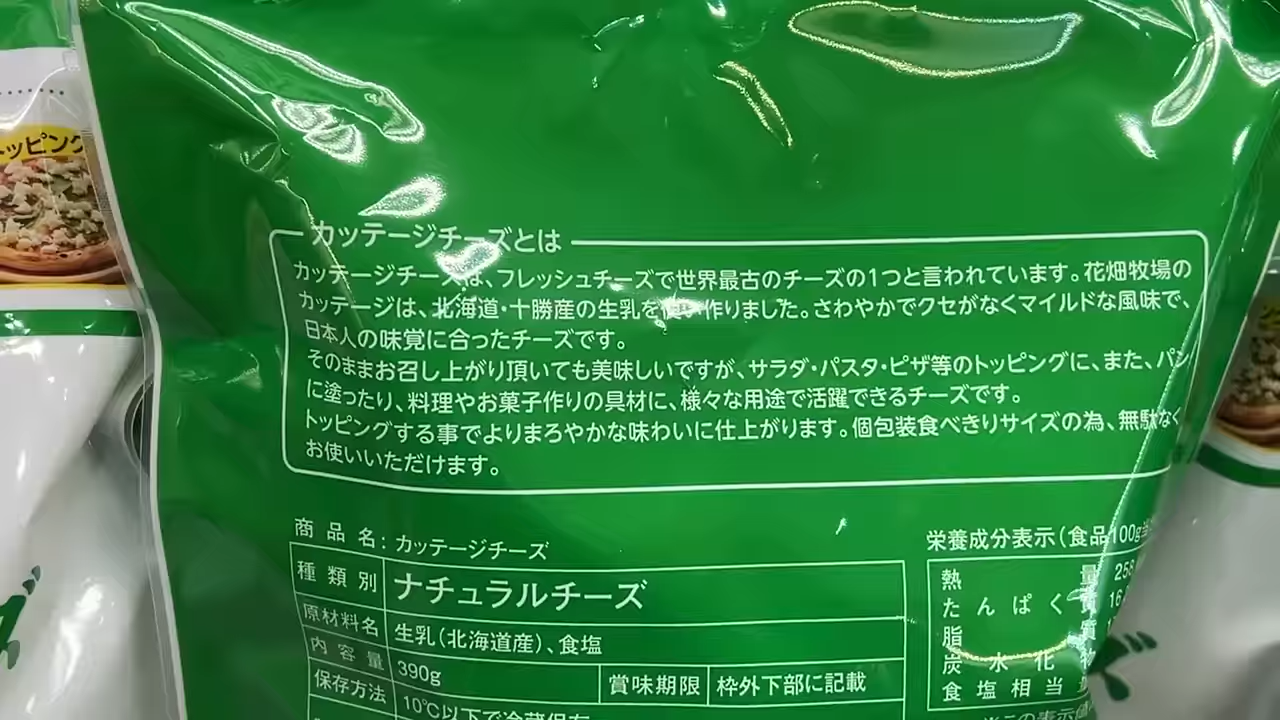 トッピング
カッテージチーズとは
カッテージチーズは、フレッシュチーズで世界最古のチーズの1つと言われています。花畑牧場の
カッテージは、北海道・十勝産の生乳を使い作りました。さわやかでクセがなくマイルドな風味で、
日本人の味覚に合ったチーズです。
そのままお召し上がり頂いても美味しいですが、サラダ・パスタ・ピザ等のトッピングに、また、パン
に塗ったり、料理やお菓子作りの具材に、様々な用途で活躍できるチーズです。
トッピングする事でよりまろやかな味わいに仕上がります。個包装食べきりサイズの為、無駄なく
お使いいただけます。
商品名:カッテージチーズ
種類別 ナチュラルチーズ
原材料名 生乳(北海道産)、食塩
内容量 390g 賞味期限 枠外下部に記載
保存方法 10℃以下で冷蔵保存
栄養成分表示(食品100g
熱量
たんぱく質
脂質
炭水化
食塩相当